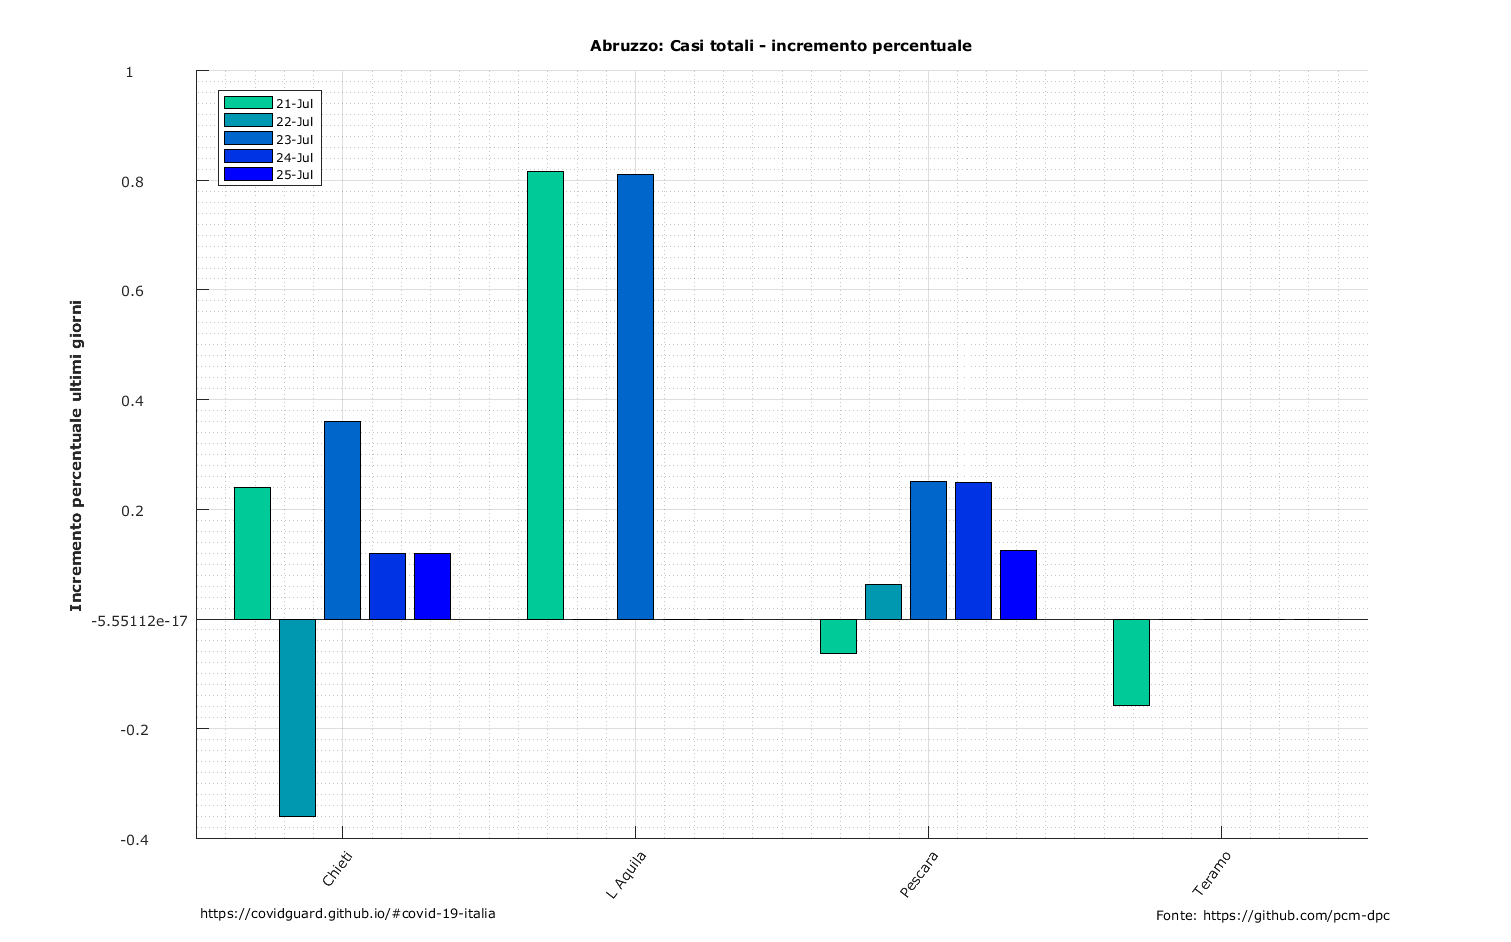 Abruzzo: Casi totali - incremento percentuale
1
21-Jul
22-Jul
23-Jul
24-Jul
25-Jul
0.8
0.6
0.4
0.2
-5.55112e-17
-0.2
-0.4
Incremento percentuale ultimi giorni
Chieti
L Aquila
Pescara
Teramo
https://covidguard.github.io/#covid-19-italia
Fonte: https://github.com/pcm-dpc